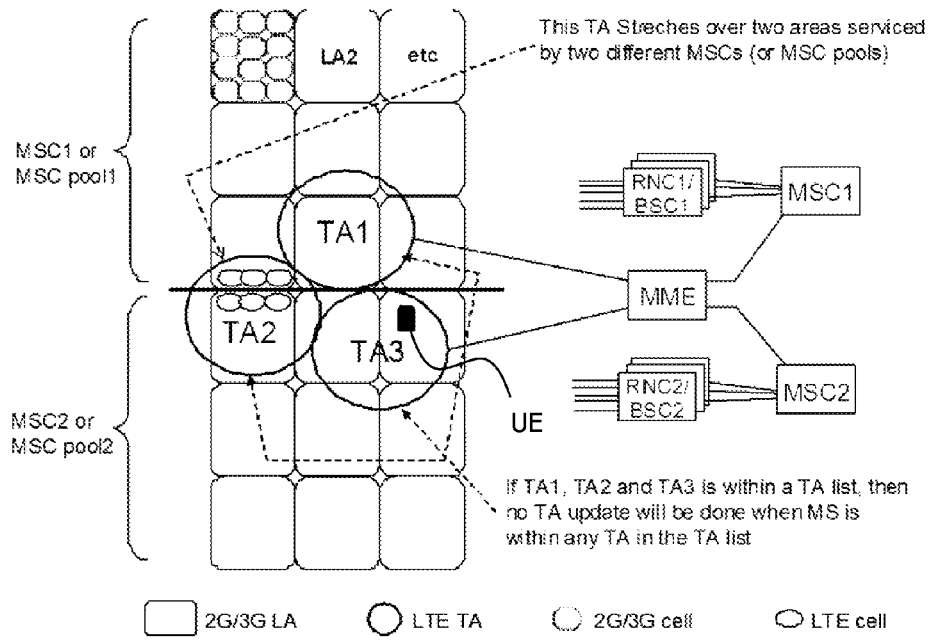 This TA Streches over two areas serviced
by two different MSCs (or MSC pools)
LA2
etc
MSC1 or
MSC pool1
RNC1/
BSC1
MSC1
TA1
MME
TA2
TA3
RNC2/
BSC2
MSC2
MSC2 or
MSC pool2
UE
If TA1, TA2 and TA3 is within a TA list, then
no TA update will be done when MS is
within any TA in the TA list
2G/3G LA
LTE TA
2G/3G cell
LTE cell